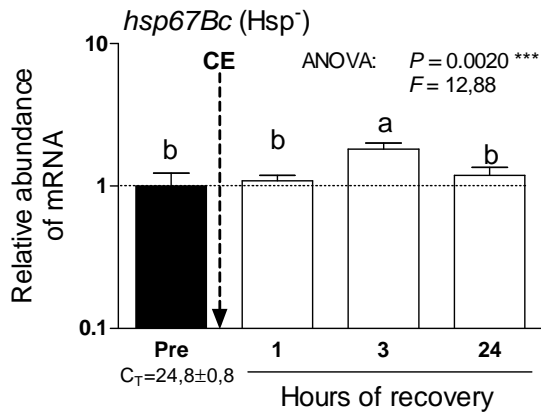 hsp67Bc (Hsp⁻)
10
CE
ANOVA: P = 0.0020 ***
F = 12,88
b
b
a
b
1
0.1
Relative abundance
of mRNA
Pre
1
3
24
C_T=24,8±0,8
Hours of recovery